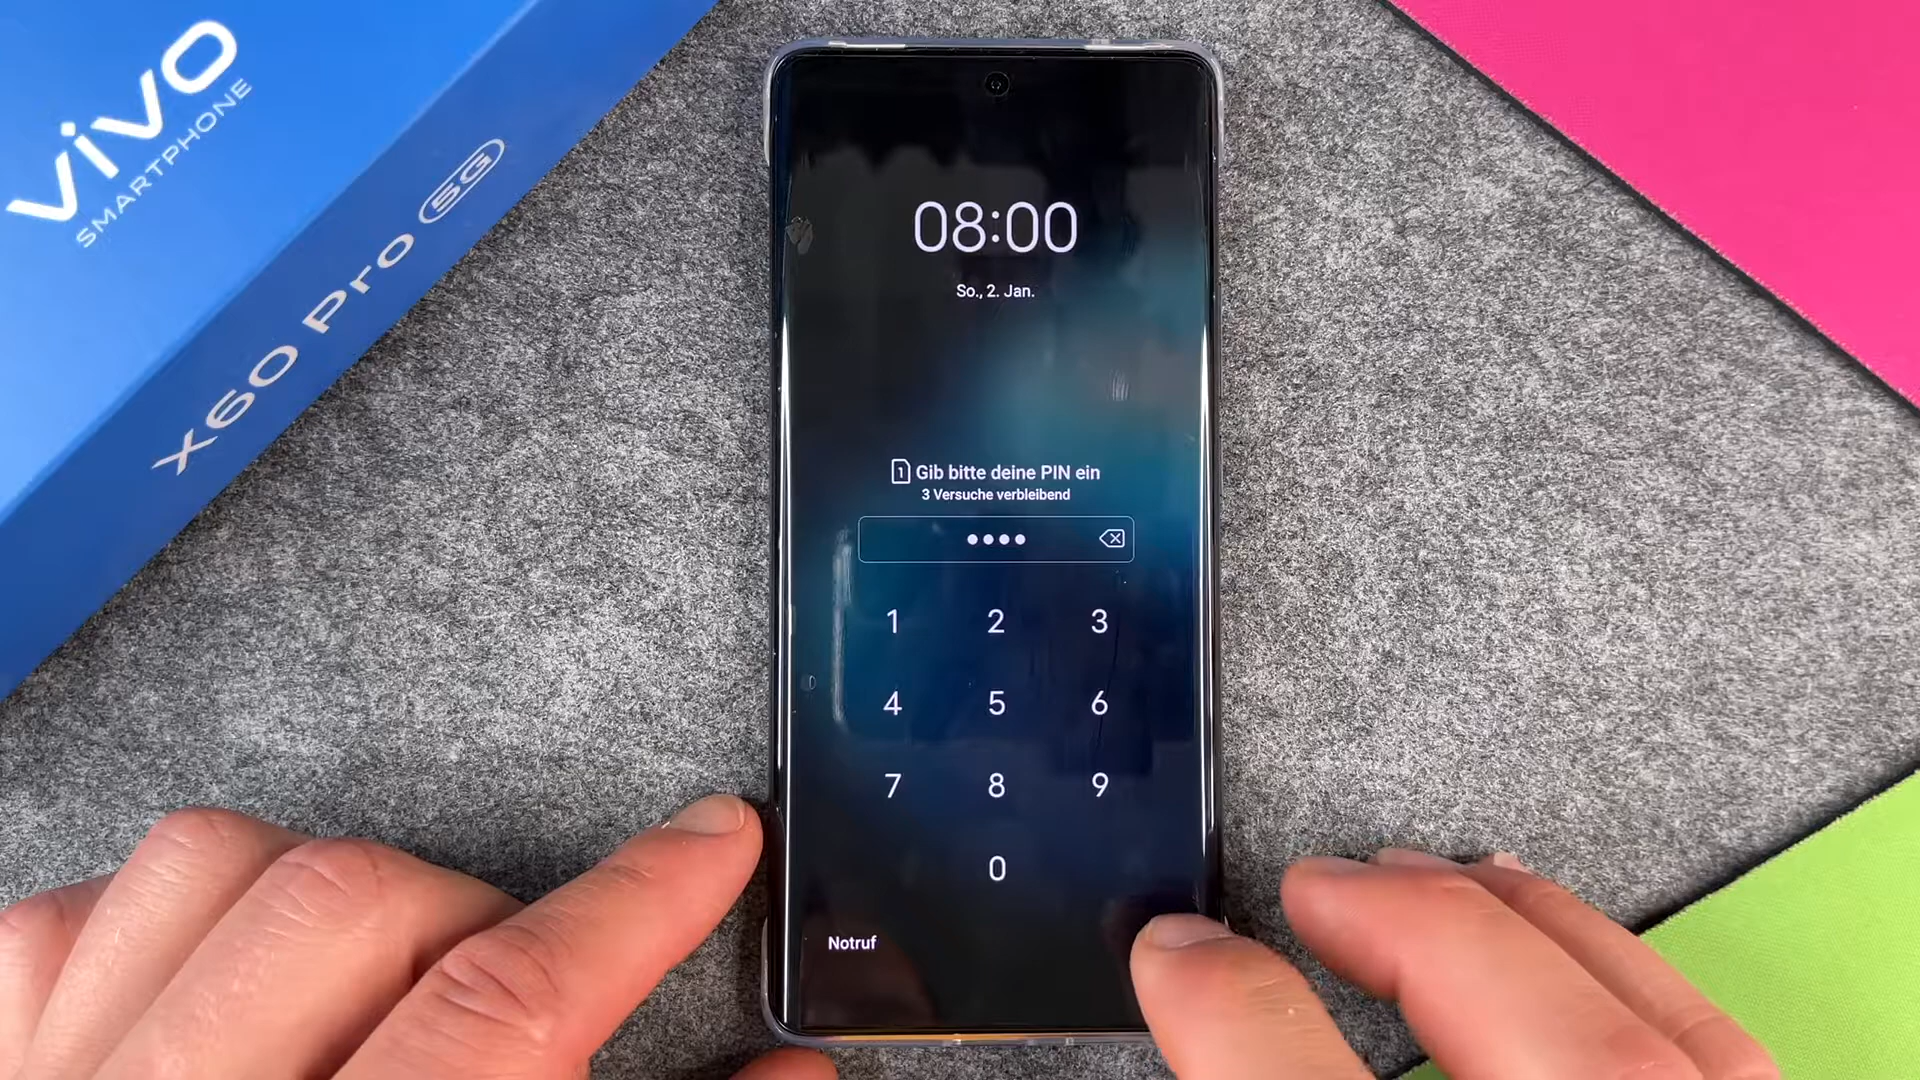 vivo
SMARTPHONE
X60 Pro 5G
08:00
So., 2. Jan.
1 Gib bitte deine PIN ein
3 Versuche verbleibend
1 2 3
4 5 6
7 8 9
0
Notruf